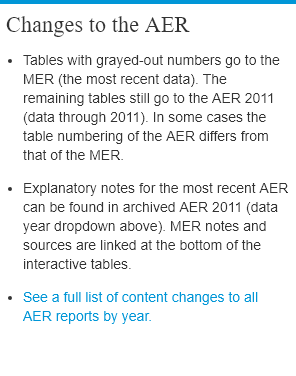 Changes to the AER
Tables with grayed-out numbers go to the
MER (the most recent data). The
remaining tables still go to the AER 2011
(data through 2011). In some cases the
table numbering of the AER differs from
that of the MER.
Explanatory notes for the most recent AER
can be found in archived AER 2011 (data
year dropdown above). MER notes and
sources are linked at the bottom of the
interactive tables.
See a full list of content changes to all
AER reports by year.